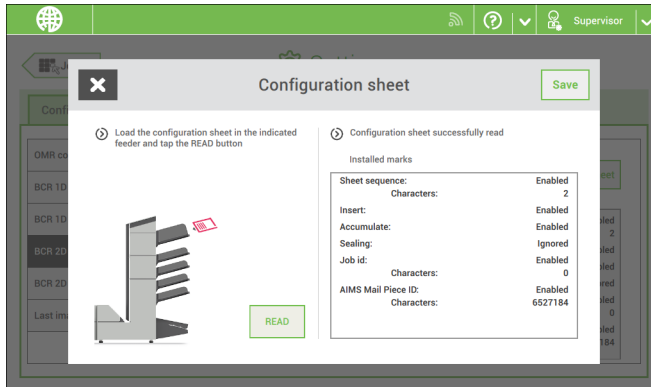 Supervisor
Configuration sheet
Save
Load the configuration sheet in the indicated
feeder and tap the READ button
READ
Configuration sheet successfully read
Installed marks
Sheet sequence: Enabled
Characters: 2
Insert: Enabled
Accumulate: Enabled
Sealing: Ignored
Job id: Enabled
Characters: 0
AIMS Mail Piece ID: Enabled
Characters: 6527184
OMR co
BCR 1D
BCR 1D
BCR 2D
BCR 2D
Last ima